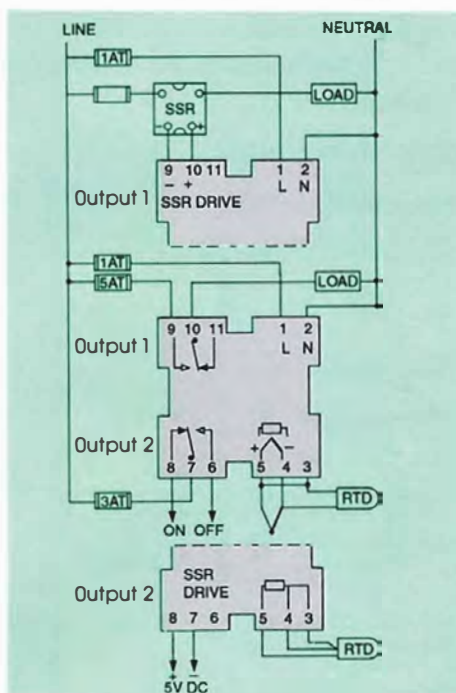 LINE NEUTRAL
1AT
LOAD
SSR
− +
9 10 11 1 2
− + L N
SSR DRIVE
Output 1
1AT
5AT LOAD
9 10 11 1 2
Output 1 L N
Output 2 + −
8 7 6 5 4 3
3AT RTD
ON OFF
SSR
DRIVE
Output 2
8 7 6 5 4 3
+ − RTD
5V DC